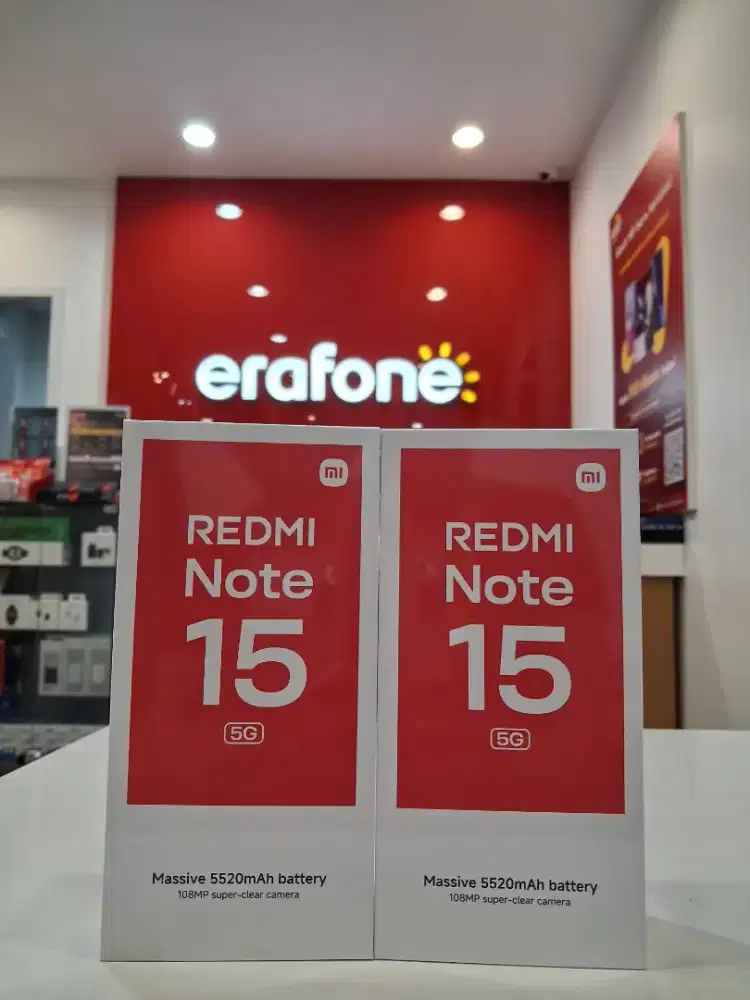 erafone
mi
REDMI
Note
15
5G
Massive 5520mAh battery
108MP super-clear camera
mi
REDMI
Note
15
5G
Massive 5520mAh battery
108MP super-clear camera